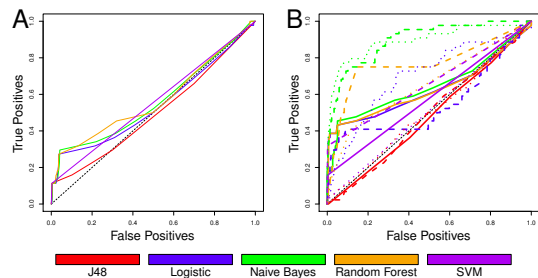 A
B
True Positives
1.0
0.8
0.6
0.4
0.2
0.0
0.0 0.2 0.4 0.6 0.8 1.0
False Positives
True Positives
1.0
0.8
0.6
0.4
0.2
0.0
0.0 0.2 0.4 0.6 0.8 1.0
False Positives
J48 Logistic Naive Bayes Random Forest SVM